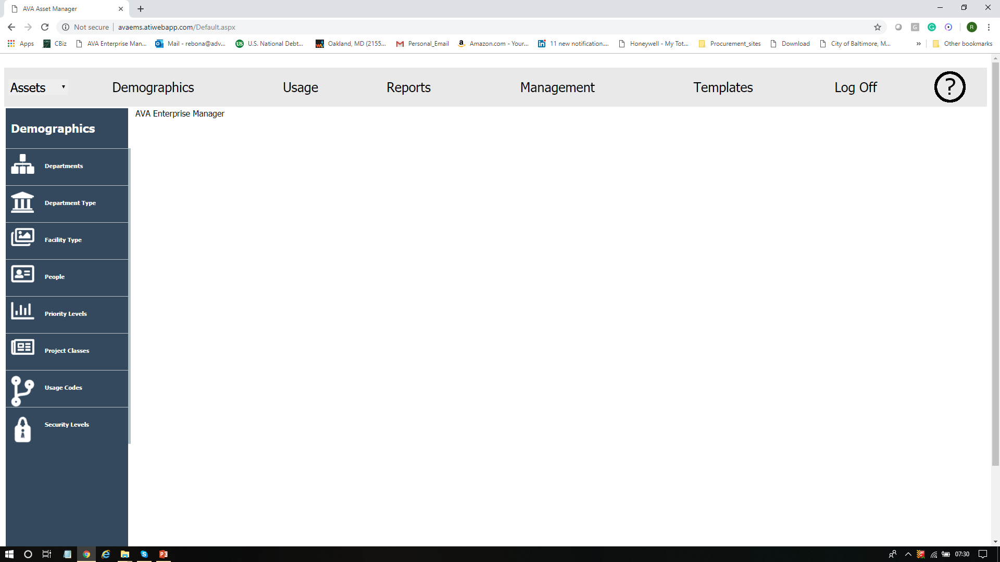 AVA Asset Manager
Not secure avaems.atiwebapp.com/Default.aspx
G G R
Apps CBiz AVA Enterprise Man... Mail - rebona@adv... US U.S. National Debt... wu Oakland, MD (2155... Personal_Email a Amazon.com - Your... in 11 new notification.... Honeywell - My Tot... Procurement_sites Download City of Baltimore, M... » Other bookmarks
Assets Demographics Usage Reports Management Templates Log Off ?
Demographics AVA Enterprise Manager
Departments
Department Type
Facility Type
People
Priority Levels
Project Classes
Usage Codes
Security Levels
07:30